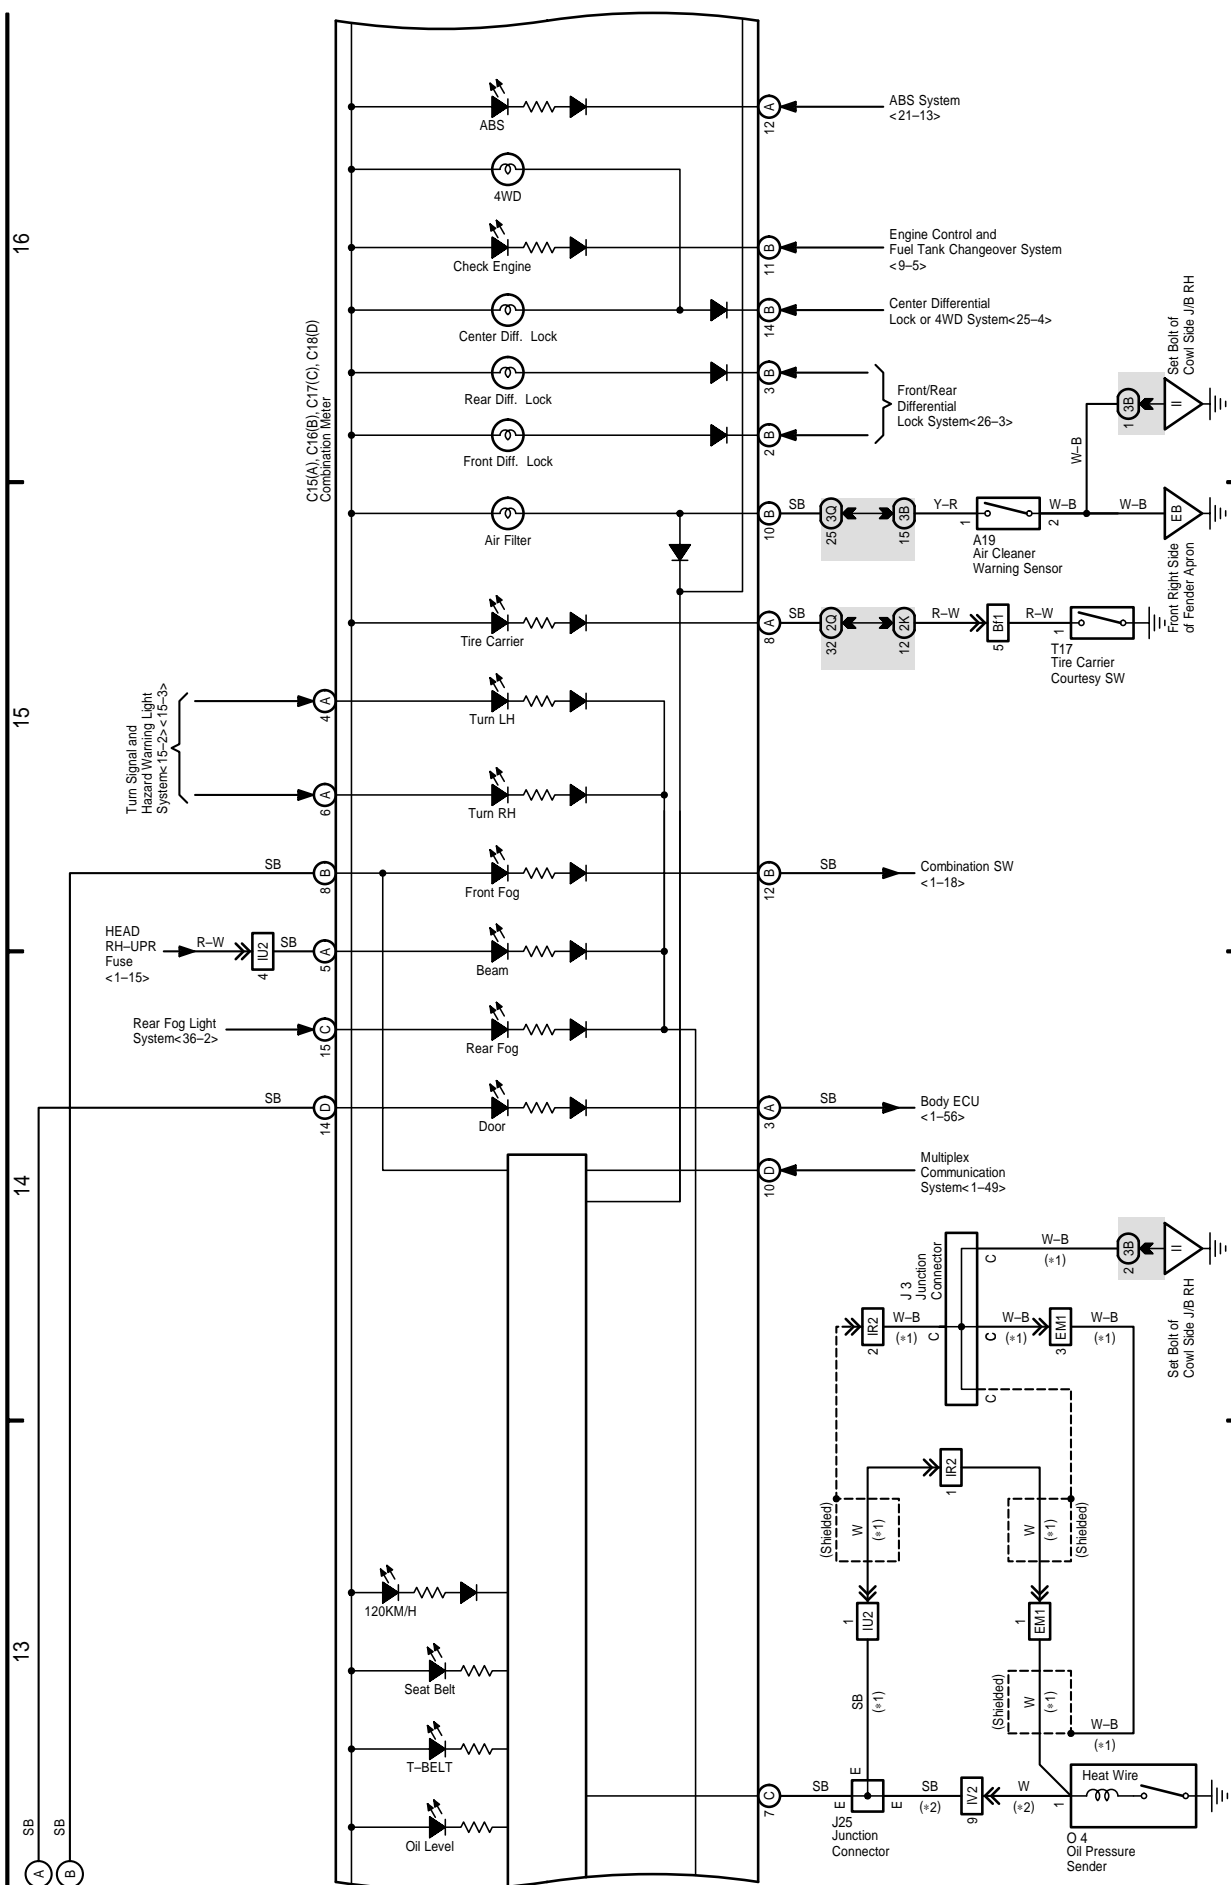 16
15
14
13
C15(A), C16(B), C17(C), C18(D)
Combination Meter
ABS
12
A
ABS System
<21–13>
4WD
Check Engine
11
B
Engine Control and
Fuel Tank Changeover System
<9–5>
Center Diff. Lock
14
B
Center Differential
Lock or 4WD System<25–4>
Rear Diff. Lock
3
B
Front Diff. Lock
2
B
Front/Rear
Differential
Lock System<26–3>
Air Filter
10
B
SB
25
3Q
15
3B
Y–R
1
2
A19
Air Cleaner
Warning Sensor
W–B
W–B
W–B
1
3B
II
Set Bolt of
Cowl Side J/B RH
EB
Front Right Side
of Fender Apron
Tire Carrier
8
A
SB
32
2Q
12
2K
R–W
5
Bf1
R–W
1
T17
Tire Carrier
Courtesy SW
Turn Signal and
Hazard Warning Light
System<15–2><15–3>
4
A
Turn LH
6
A
Turn RH
SB
8
B
Front Fog
12
B
SB
Combination SW
<1–18>
HEAD
RH–UPR
Fuse
<1–15>
R–W
4
IU2
SB
5
A
Beam
Rear Fog Light
System<36–2>
15
C
Rear Fog
SB
14
D
Door
3
A
SB
Body ECU
<1–56>
10
D
Multiplex
Communication
System<1–49>
J 3
Junction
Connector
C
W–B
(*1)
2
3B
II
Set Bolt of
Cowl Side J/B RH
2
IR2
W–B
(*1)
C
C
W–B
(*1)
3
EM1
W–B
(*1)
C
1
IR2
(Shielded)
W
(*1)
W
(*1)
(Shielded)
1
IU2
1
EM1
SB
(*1)
(Shielded)
W
(*1)
W–B
(*1)
120KM/H
Seat Belt
T–BELT
Oil Level
7
C
SB
E
E
E
J25
Junction
Connector
SB
(*2)
9
IV2
W
(*2)
1
Heat Wire
O 4
Oil Pressure
Sender
SB
SB
A
B